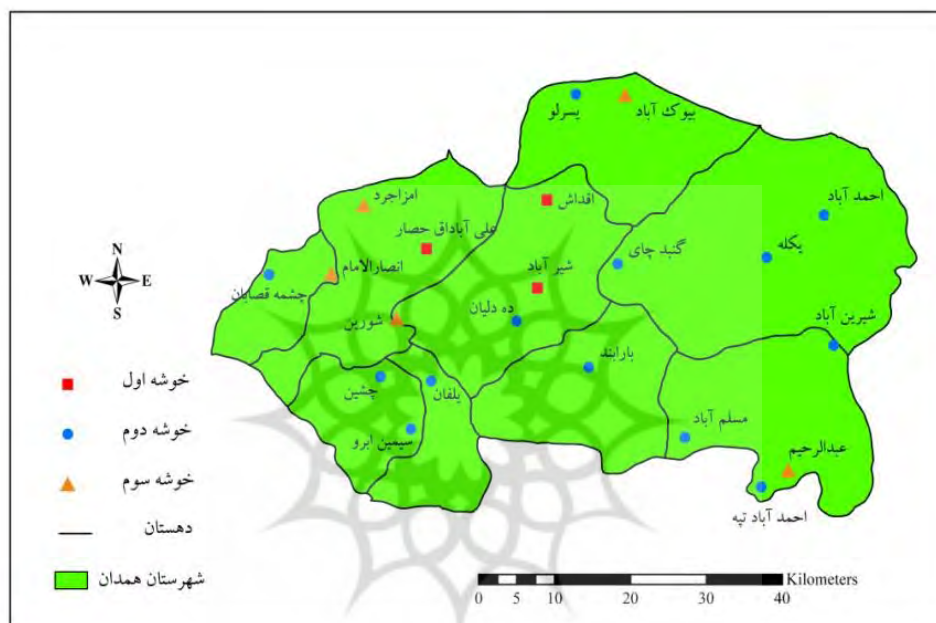 یسرلو
بیوک آباد
احمد آباد
اقداش
امزاجرد
علی آباداق حصار
گنبد چای
یکله
انصارالامام
شیر آباد
چشمه قصابان
شیرین آباد
ده دلیان
شورین
بارابند
چشین
یلفان
مسلم آباد
سیمین ابرو
عبدالرحیم
احمد آباد تپه
N
W
E
S
خوشه اول
خوشه دوم
خوشه سوم
دهستان
شهرستان همدان
Kilometers
0 5 10 20 30 40